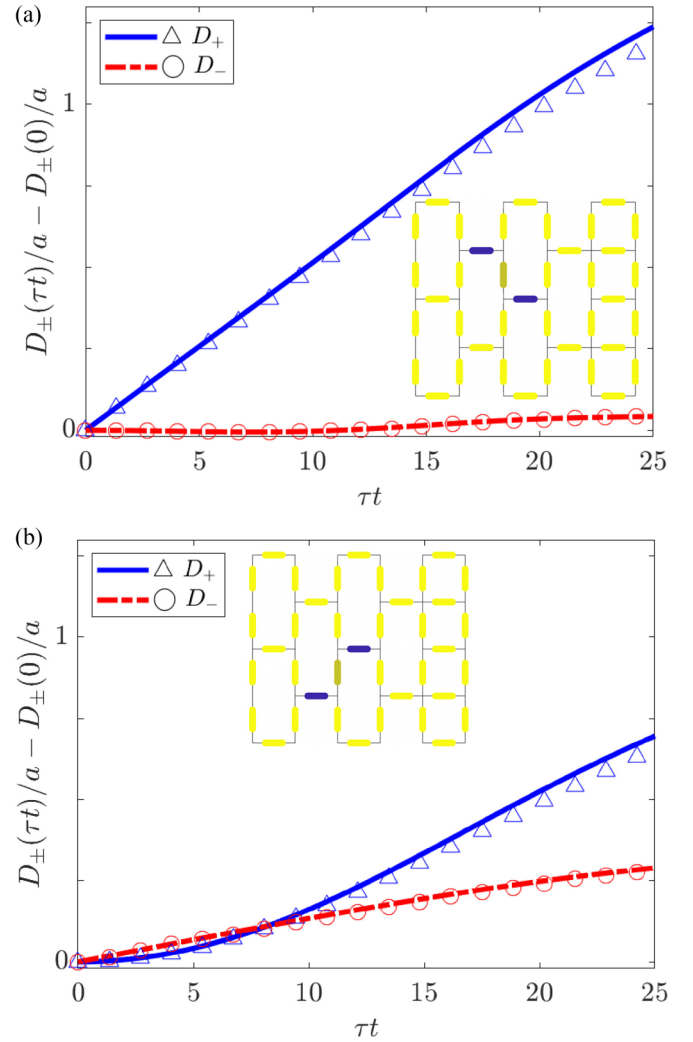 (a)
△ D₊
○ D₋
D±(τt)/a − D±(0)/a
1
0
0 5 10 15 20 25
τt
(b)
△ D₊
○ D₋
D±(τt)/a − D±(0)/a
1
0
0 5 10 15 20 25
τt